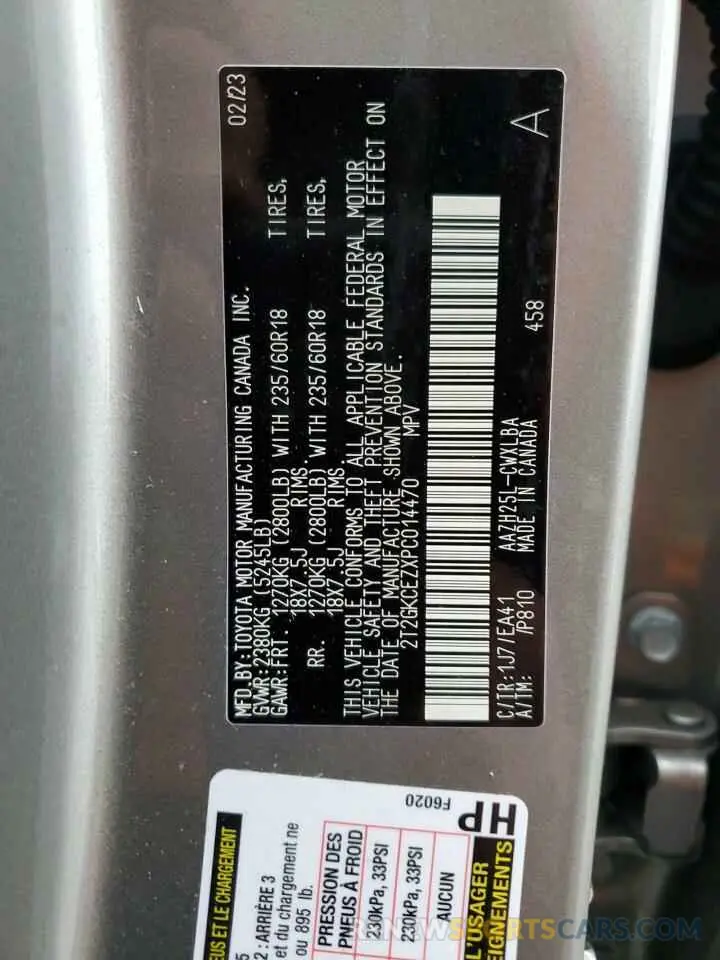 MFD.BY:TOYOTA MOTOR MANUFACTURING CANADA INC. 02/23
GVWR:2380KG (5245LB)
GAWR:FRT. 1270KG (2800LB) WITH 235/60R18 TIRES,
18X7.5J RIMS.
RR. 1270KG (2800LB) WITH 235/60R18 TIRES,
18X7.5J RIMS.
THIS VEHICLE CONFORMS TO ALL APPLICABLE FEDERAL MOTOR
VEHICLE SAFETY AND THEFT PREVENTION STANDARDS IN EFFECT ON
THE DATE OF MANUFACTURE SHOWN ABOVE.
2T2GKCEZXPC014470 MPV
C/TR:1J7/EA41 AAZH25L-CWXLBA 458 A
A/TM: /P810 MADE IN CANADA
F6020
HP
L'USAGER
EIGNEMENTS
PRESSION DES
PNEUS À FROID
230kPa, 33PSI
230kPa, 33PSI
AUCUN
2 :ARRIÈRE 3
et du chargement ne
ou 895 lb.
EUS ET LE CHARGEMENT
RENOWNSPORTSCARS.COM